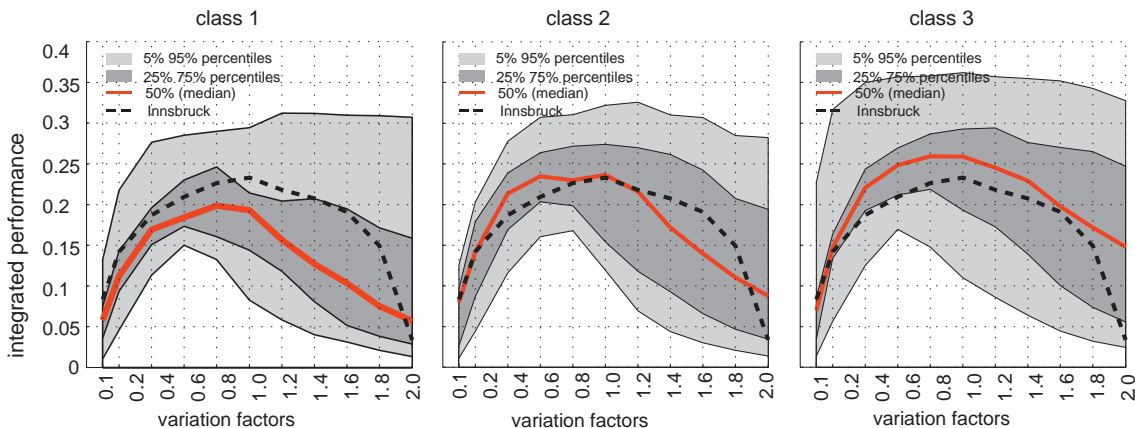 class 1
class 2
class 3
integrated performance
0.4
0.35
0.3
0.25
0.2
0.15
0.1
0.05
0
5% 95% percentiles
25% 75% percentiles
50% (median)
Innsbruck
5% 95% percentiles
25% 75% percentiles
50% (median)
Innsbruck
5% 95% percentiles
25% 75% percentiles
50% (median)
Innsbruck
0.1 0.2 0.4 0.6 0.8 1.0 1.2 1.4 1.6 1.8 2.0
0.1 0.2 0.4 0.6 0.8 1.0 1.2 1.4 1.6 1.8 2.0
0.1 0.2 0.4 0.6 0.8 1.0 1.2 1.4 1.6 1.8 2.0
variation factors
variation factors
variation factors